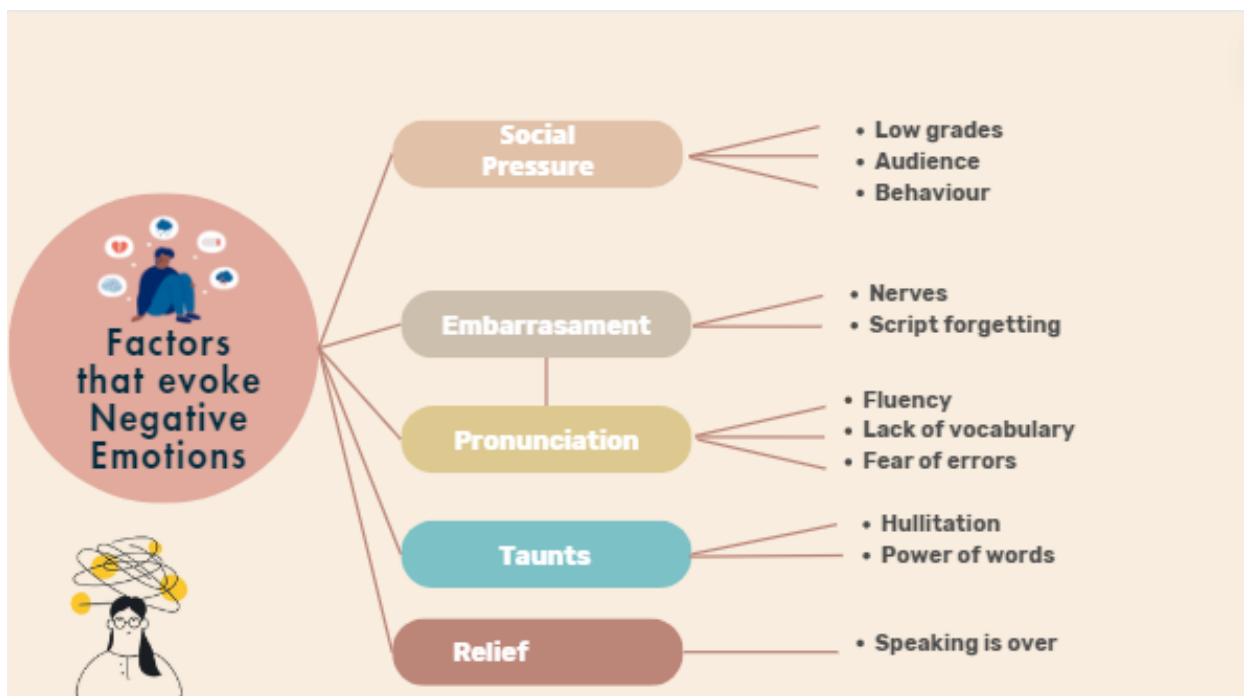 Factors
that evoke
Negative
Emotions
Social
Pressure
• Low grades
• Audience
• Behaviour
Embarrasament
• Nerves
• Script forgetting
Pronunciation
• Fluency
• Lack of vocabulary
• Fear of errors
Taunts
• Hullitation
• Power of words
Relief
• Speaking is over